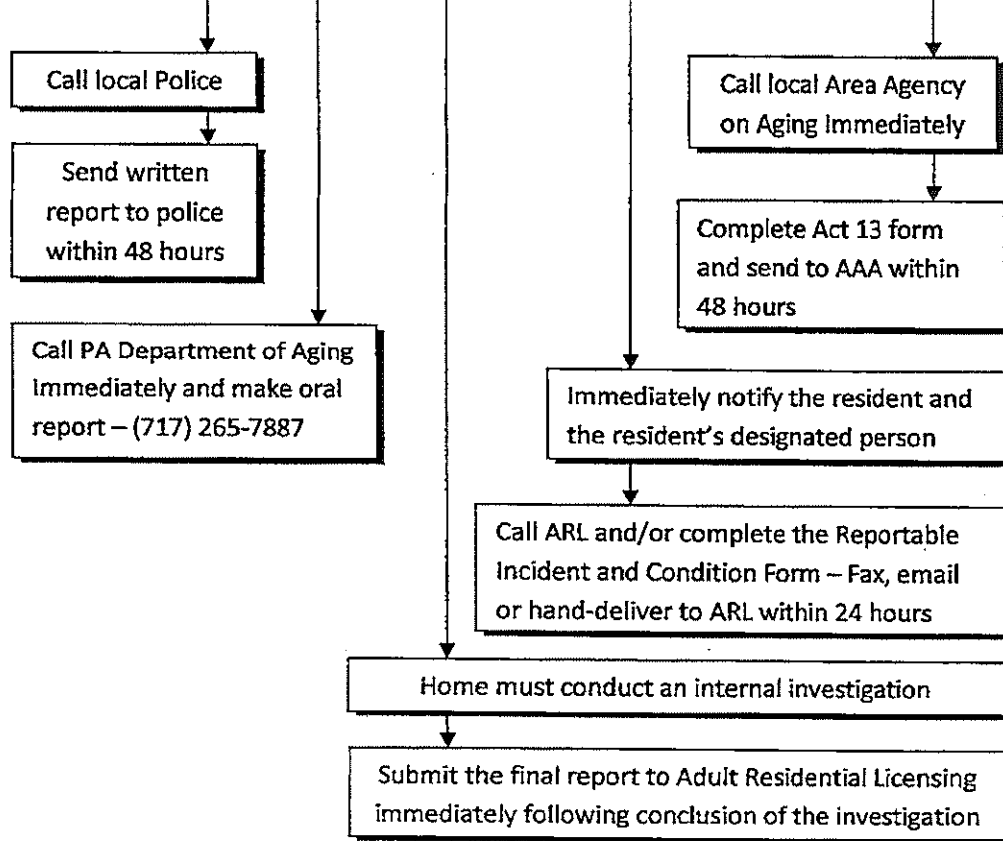 Call local Police
Send written
report to police
within 48 hours
Call PA Department of Aging
Immediately and make oral
report – (717) 265-7887
Call local Area Agency
on Aging Immediately
Complete Act 13 form
and send to AAA within
48 hours
Immediately notify the resident and
the resident's designated person
Call ARL and/or complete the Reportable
Incident and Condition Form – Fax, email
or hand-deliver to ARL within 24 hours
Home must conduct an internal investigation
Submit the final report to Adult Residential Licensing
immediately following conclusion of the investigation